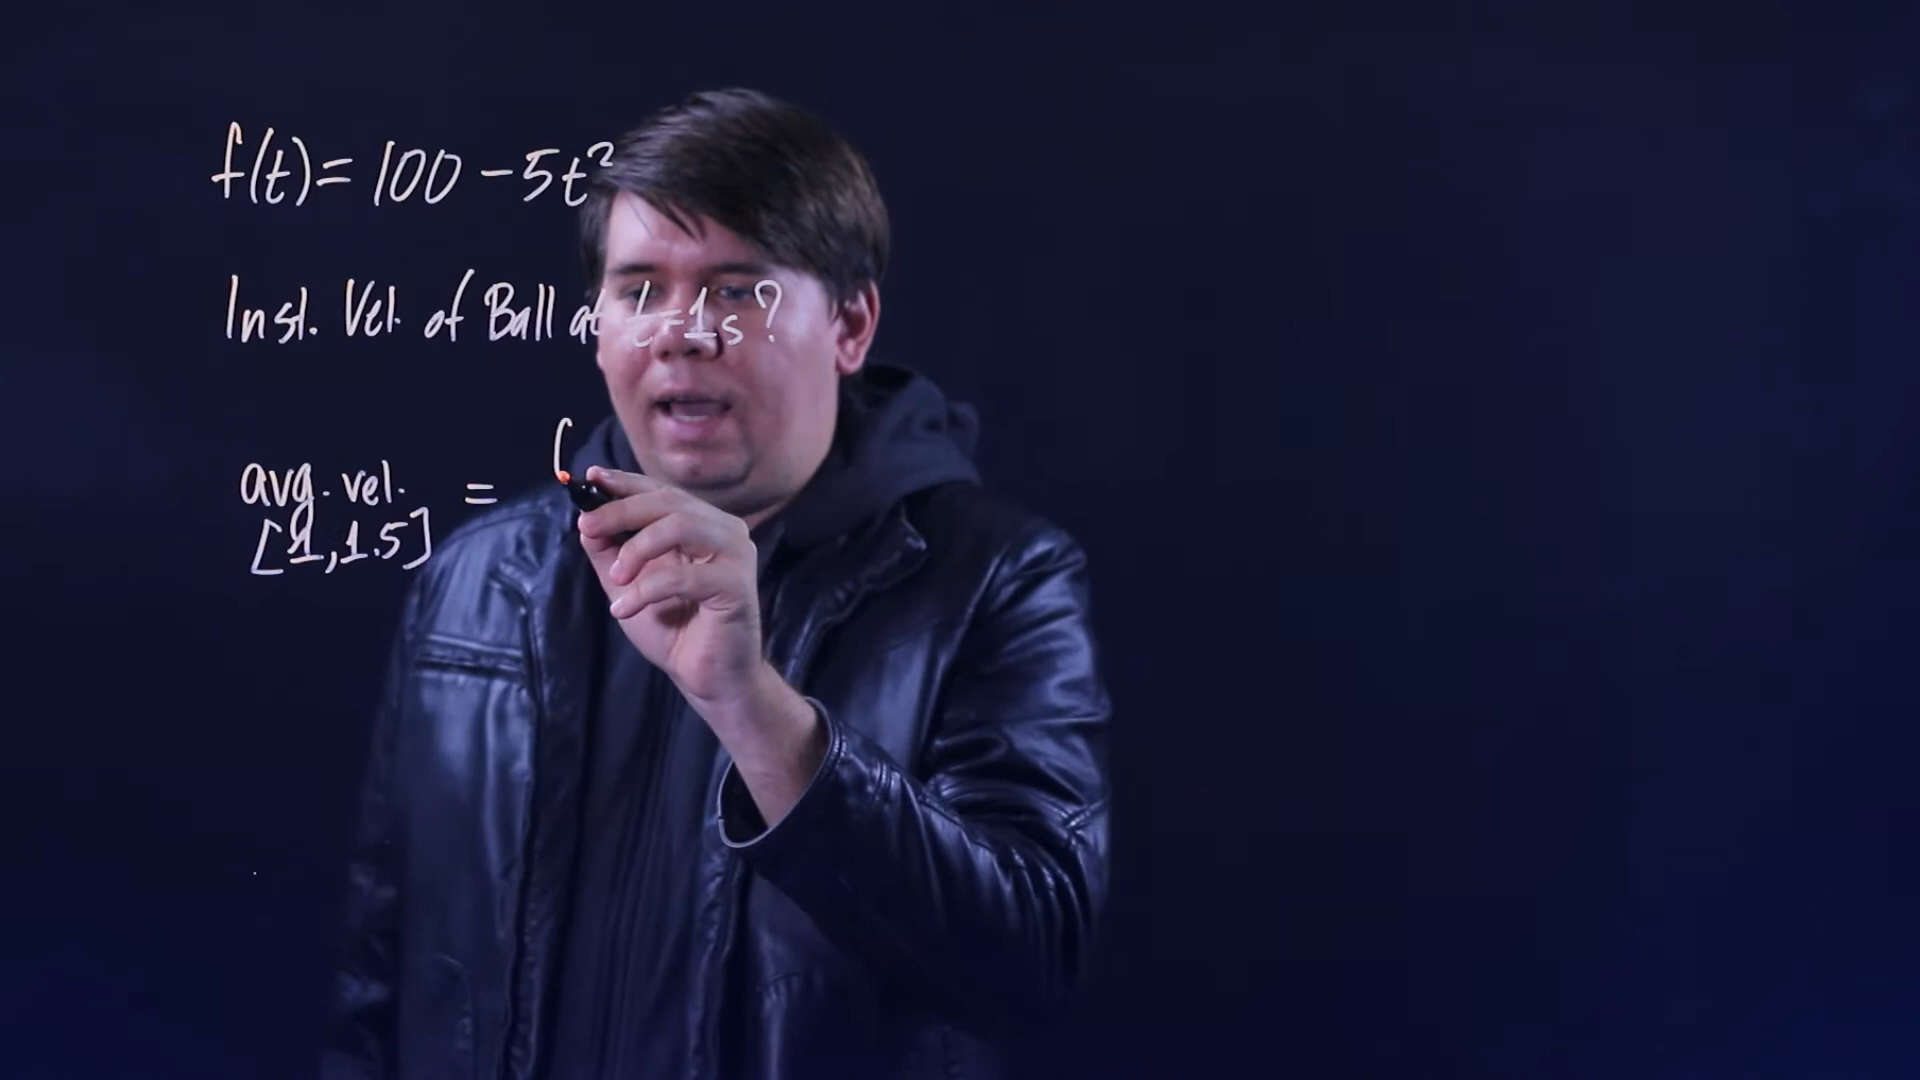 f(t) = 100 - 5t²
Inst. Vel. of Ball at t=1s?
avg. vel. =
[1,1.5]